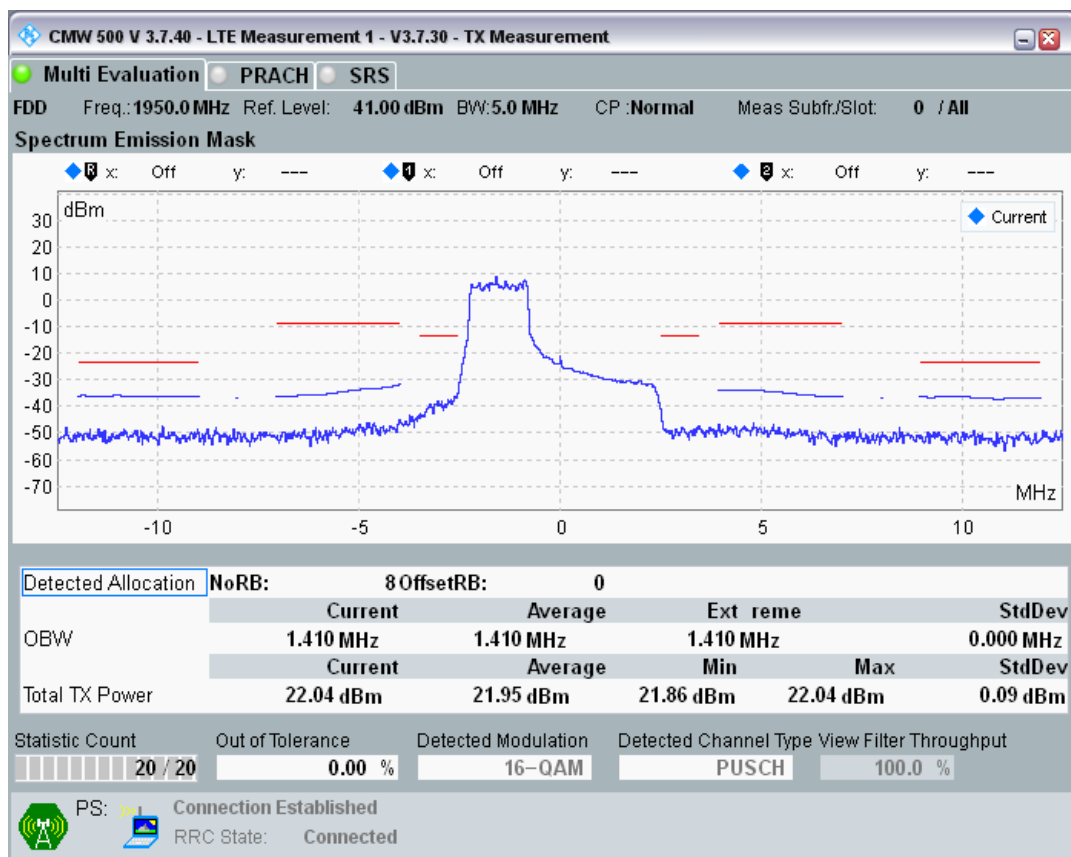 CMW 500 V 3.7.40 - LTE Measurement 1 - V3.7.30 - TX Measurement
Multi Evaluation PRACH SRS
FDD Freq.: 1950.0 MHz Ref. Level: 41.00 dBm BW: 5.0 MHz CP : Normal Meas Subfr./Slot: 0 / All
Spectrum Emission Mask
R x: Off y: --- 1 x: Off y: --- 2 x: Off y: ---
dBm
Current
30
20
10
0
-10
-20
-30
-40
-50
-60
-70
MHz
-10 -5 0 5 10
Detected Allocation NoRB: 8 OffsetRB: 0
Current Average Ext reme StdDev
OBW 1.410 MHz 1.410 MHz 1.410 MHz 0.000 MHz
Current Average Min Max StdDev
Total TX Power 22.04 dBm 21.95 dBm 21.86 dBm 22.04 dBm 0.09 dBm
Statistic Count Out of Tolerance Detected Modulation Detected Channel Type View Filter Throughput
20 / 20 0.00 % 16-QAM PUSCH 100.0 %
PS: Connection Established
RRC State: Connected